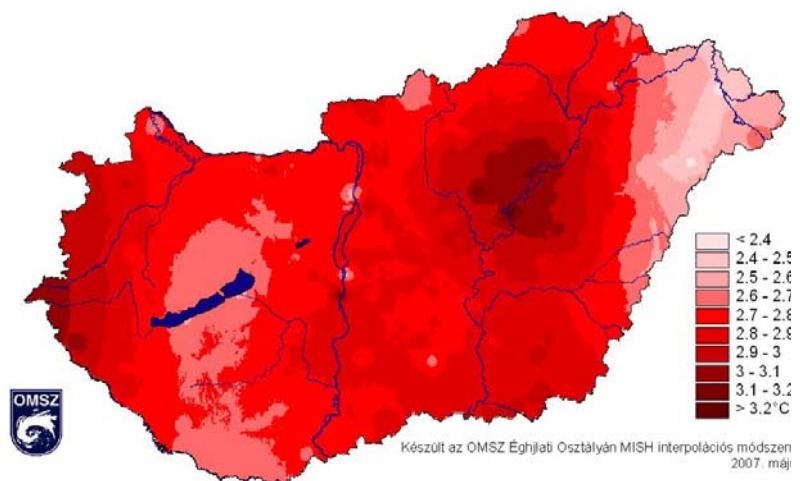 < 2.4
2.4 - 2.5
2.5 - 2.6
2.6 - 2.7
2.7 - 2.8
2.8 - 2.9
2.9 - 3
3 - 3.1
3.1 - 3.2
> 3.2°C
OMSZ
Készült az OMSZ Éghjlati Osztályán MISH interpolációs
2007.